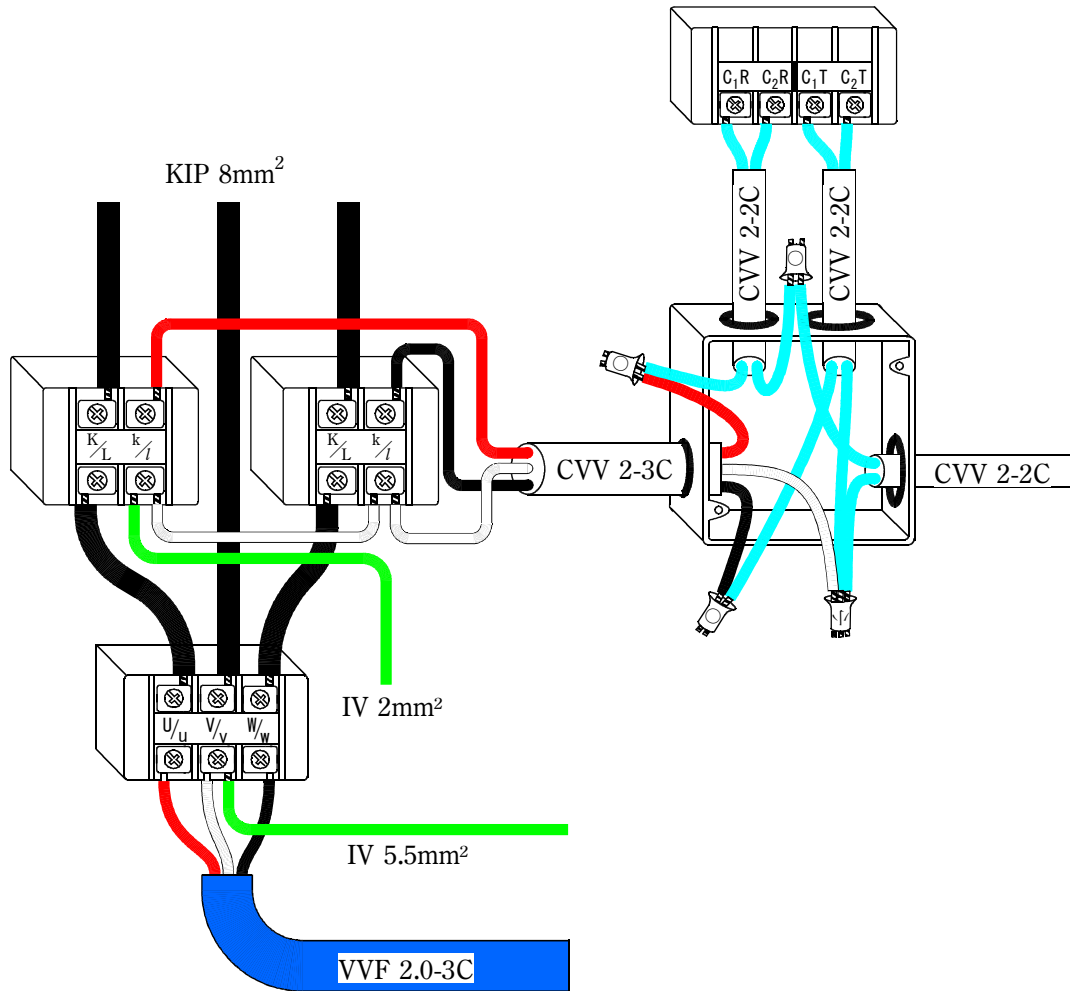 C₁R C₂R C₁T C₂T
KIP 8mm²
CVV 2-2C
CVV 2-2C
K/L k/l
K/L k/l
CVV 2-3C
CVV 2-2C
IV 2mm²
U/u V/v W/w
IV 5.5mm²
VVF 2.0-3C